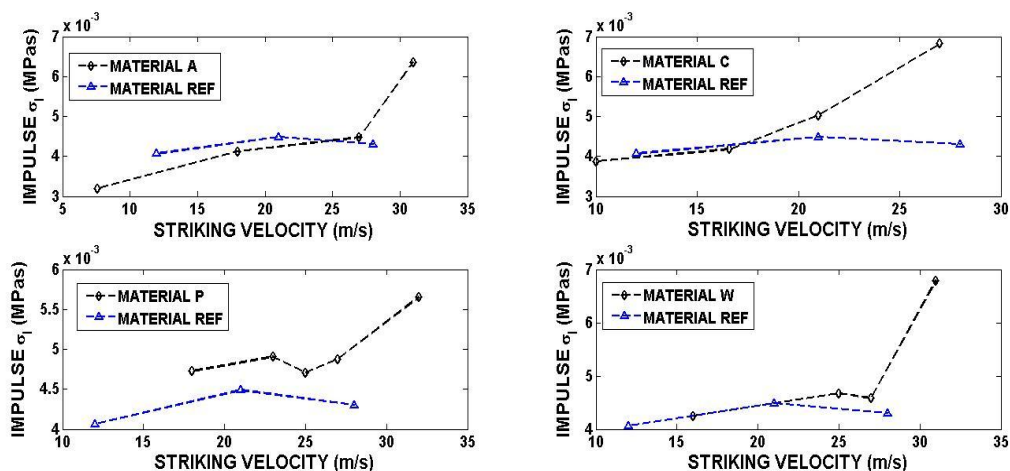 x 10⁻³
7
6
5
4
3
IMPULSE σI (MPas)
MATERIAL A
MATERIAL REF
5 10 15 20 25 30 35
STRIKING VELOCITY (m/s)
x 10⁻³
7
6
5
4
3
IMPULSE σI (MPas)
MATERIAL C
MATERIAL REF
10 15 20 25 30
STRIKING VELOCITY (m/s)
x 10⁻³
6
5.5
5
4.5
4
IMPULSE σI (MPas)
MATERIAL P
MATERIAL REF
10 15 20 25 30 35
STRIKING VELOCITY (m/s)
x 10⁻³
7
6
5
4
IMPULSE σI (MPas)
MATERIAL W
MATERIAL REF
10 15 20 25 30 35
STRIKING VELOCITY (m/s)